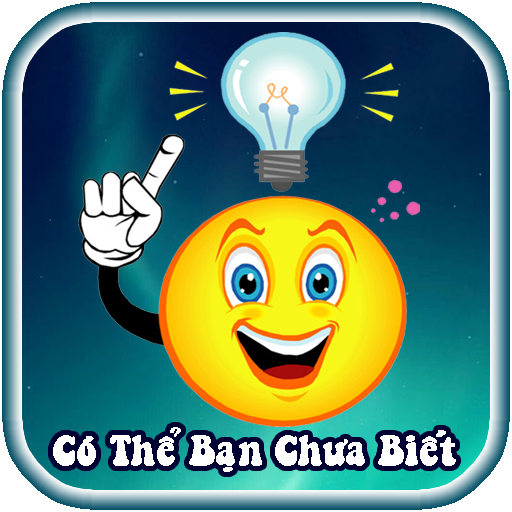 Có Thể Bạn Chưa Biết